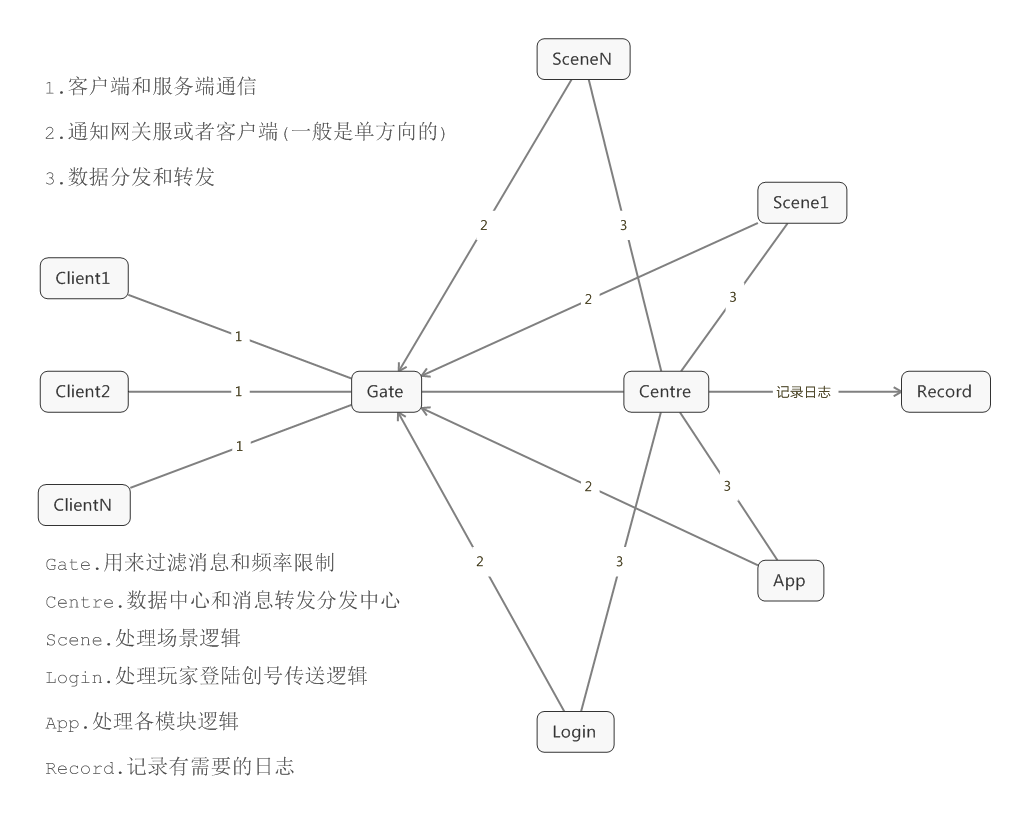 SceneN
1.客户端和服务端通信
2.通知网关服或者客户端(一般是单方向的)
3.数据分发和转发
Scene1
2
3
Client1
2
3
1
Client2
1
Gate
Centre
记录日志
Record
1
2
3
ClientN
Gate.用来过滤消息和频率限制
2
3
App
Centre.数据中心和消息转发分发中心
Scene.处理场景逻辑
Login.处理玩家登陆创号传送逻辑
App.处理各模块逻辑
Login
Record.记录有需要的日志